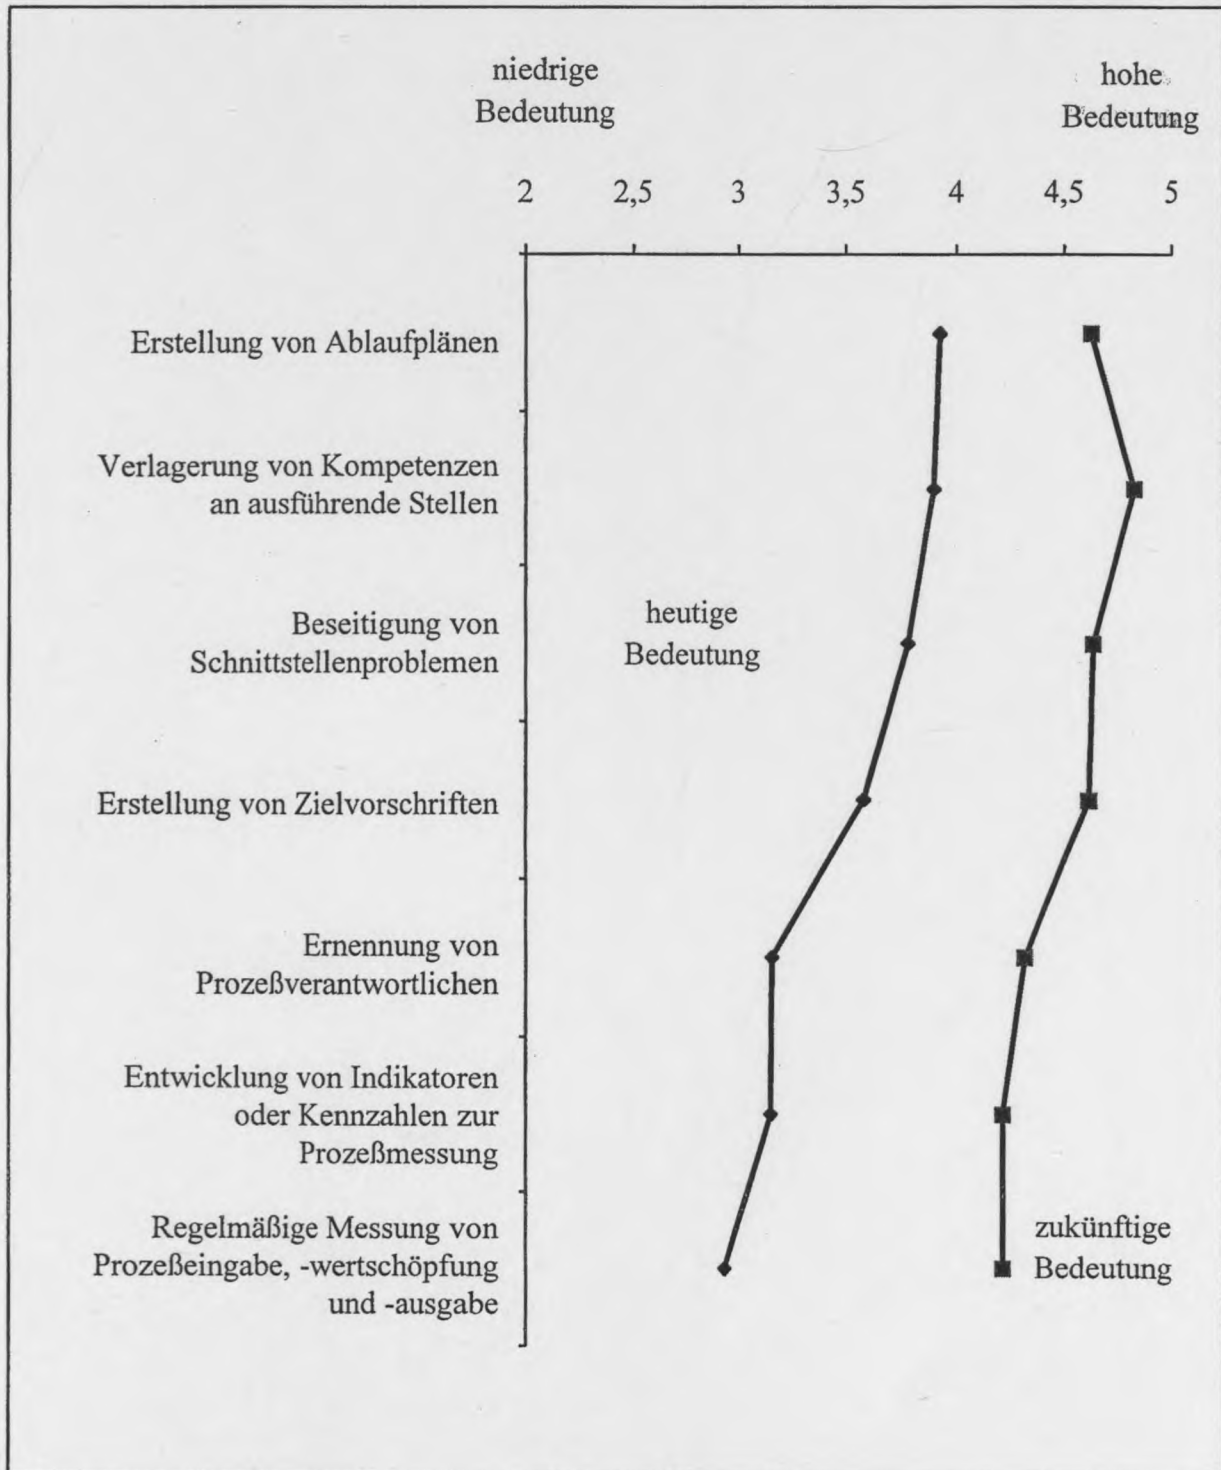 niedrige
Bedeutung
hohe
Bedeutung
2 2,5 3 3,5 4 4,5 5
Erstellung von Ablaufplänen
Verlagerung von Kompetenzen
an ausführende Stellen
Beseitigung von
Schnittstellenproblemen
heutige
Bedeutung
Erstellung von Zielvorschriften
Ernennung von
Prozeßverantwortlichen
Entwicklung von Indikatoren
oder Kennzahlen zur
Prozeßmessung
Regelmäßige Messung von
Prozeßeingabe, -wertschöpfung
und -ausgabe
zukünftige
Bedeutung